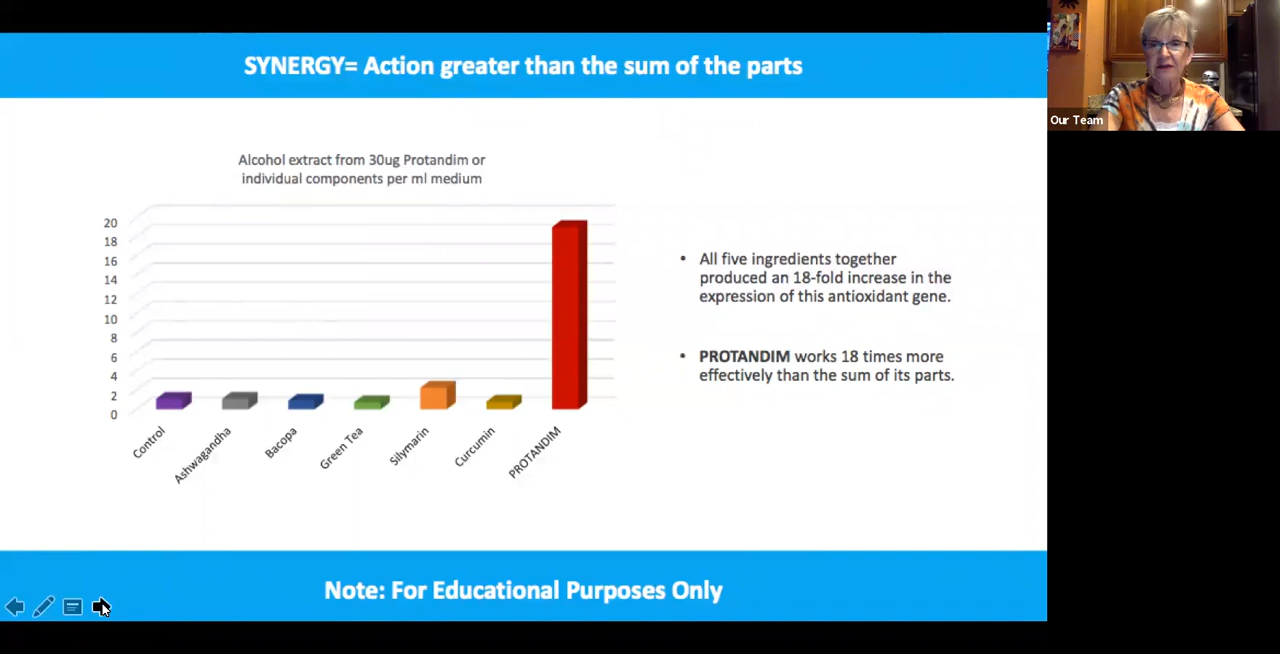 SYNERGY= Action greater than the sum of the parts
Our Team
Alcohol extract from 30ug Protandim or
individual components per ml medium
20
18
16
14
12
10
8
6
4
2
0
Control
Ashwagandha
Bacopa
Green Tea
Silymarin
Curcumin
PROTANDIM
• All five ingredients together
produced an 18-fold increase in the
expression of this antioxidant gene.
• PROTANDIM works 18 times more
effectively than the sum of its parts.
Note: For Educational Purposes Only